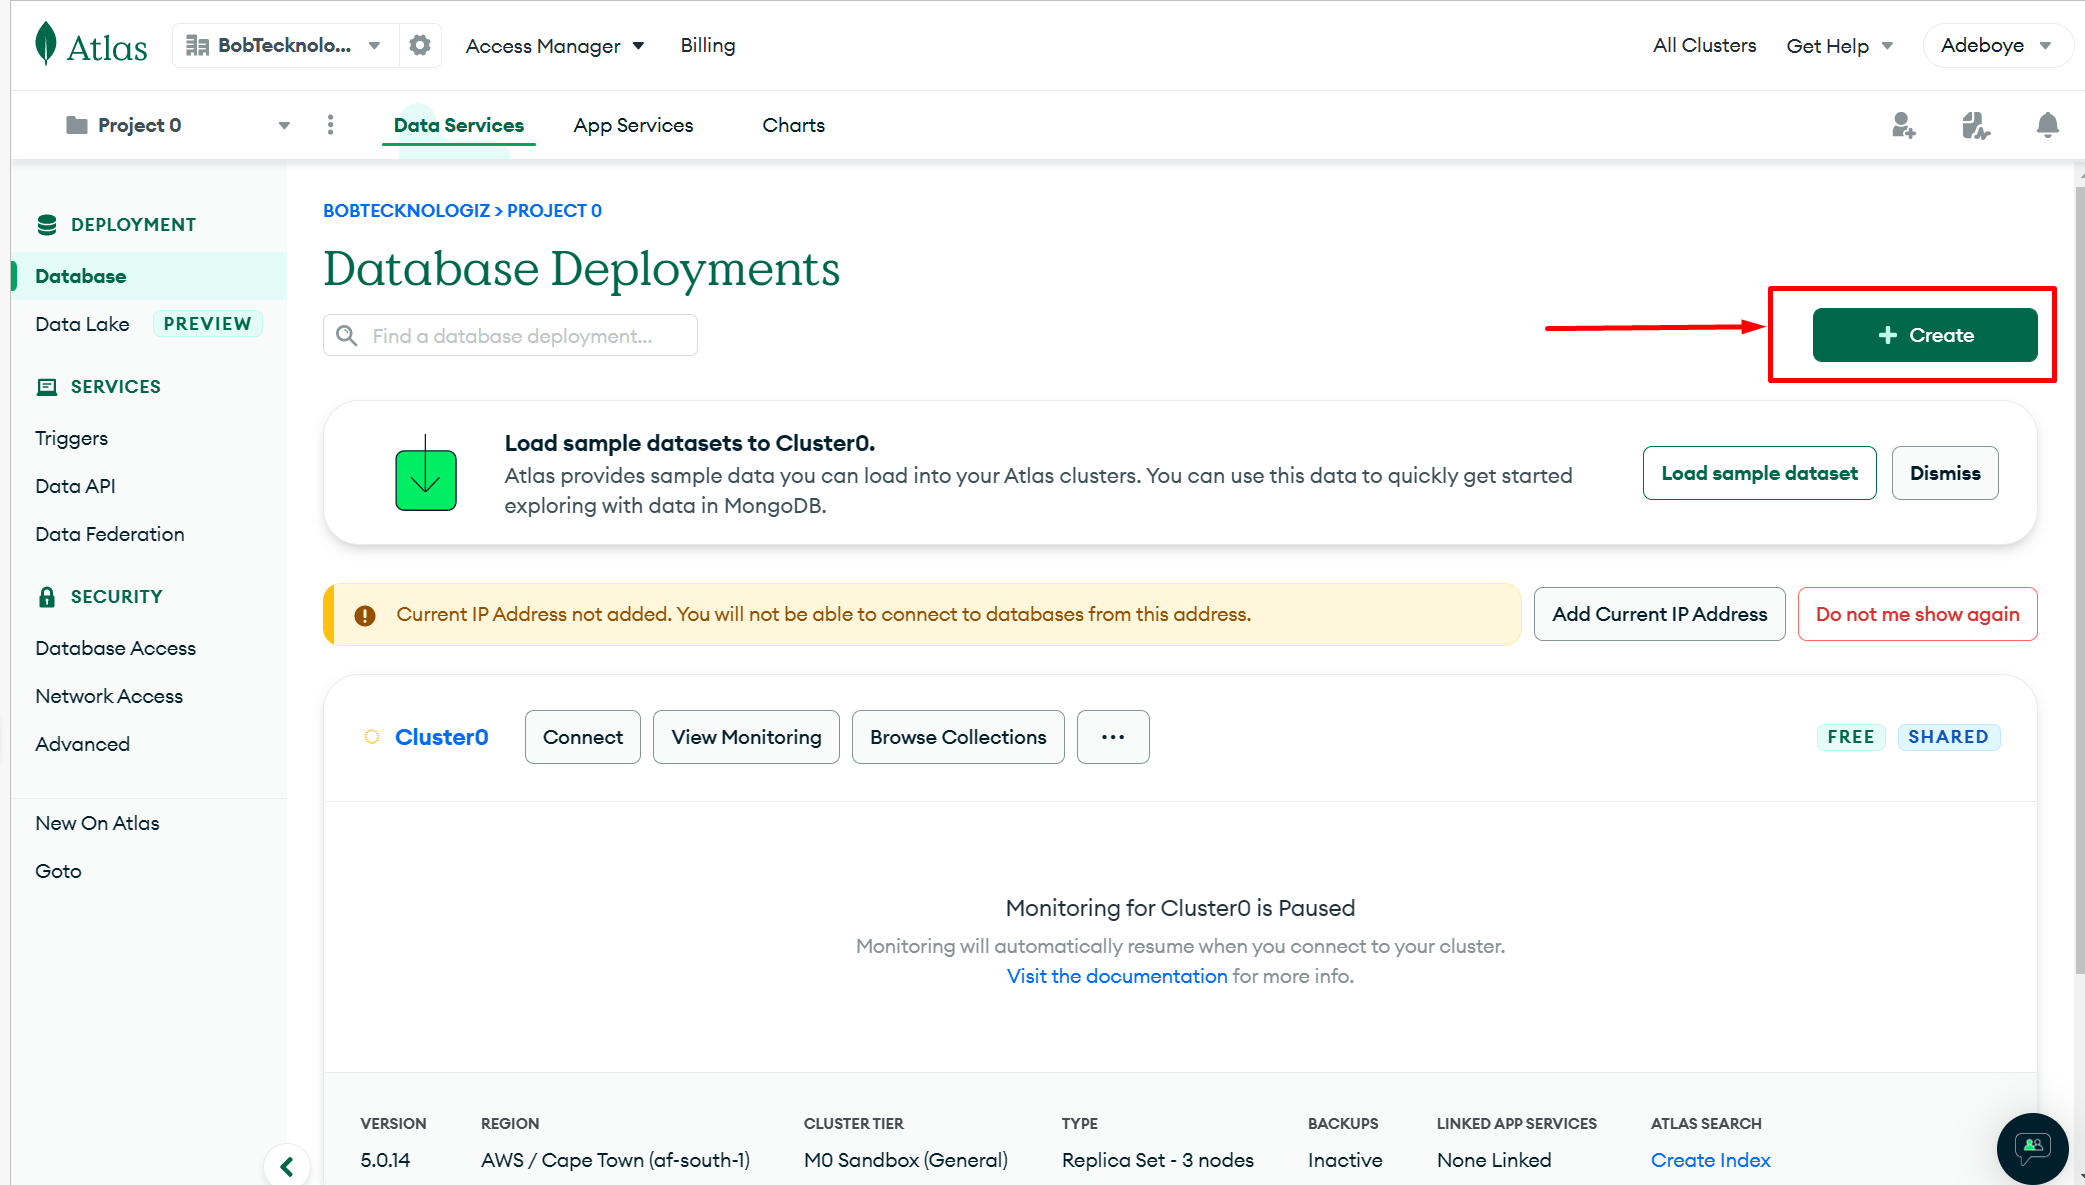 Atlas
BobTecknolo...
Access Manager
Billing
All Clusters
Get Help
Adeboye
Project 0
Data Services
App Services
Charts
DEPLOYMENT
Database
Data Lake PREVIEW
SERVICES
Triggers
Data API
Data Federation
SECURITY
Database Access
Network Access
Advanced
New On Atlas
Goto
BOBTECKNOLOGIZ > PROJECT 0
Database Deployments
Find a database deployment...
+ Create
Load sample datasets to Cluster0.
Atlas provides sample data you can load into your Atlas clusters. You can use this data to quickly get started
exploring with data in MongoDB.
Load sample dataset
Dismiss
Current IP Address not added. You will not be able to connect to databases from this address.
Add Current IP Address
Do not me show again
Cluster0
Connect
View Monitoring
Browse Collections
...
FREE
SHARED
Monitoring for Cluster0 is Paused
Monitoring will automatically resume when you connect to your cluster.
Visit the documentation for more info.
VERSION
5.0.14
REGION
AWS / Cape Town (af-south-1)
CLUSTER TIER
M0 Sandbox (General)
TYPE
Replica Set - 3 nodes
BACKUPS
Inactive
LINKED APP SERVICES
None Linked
ATLAS SEARCH
Create Index